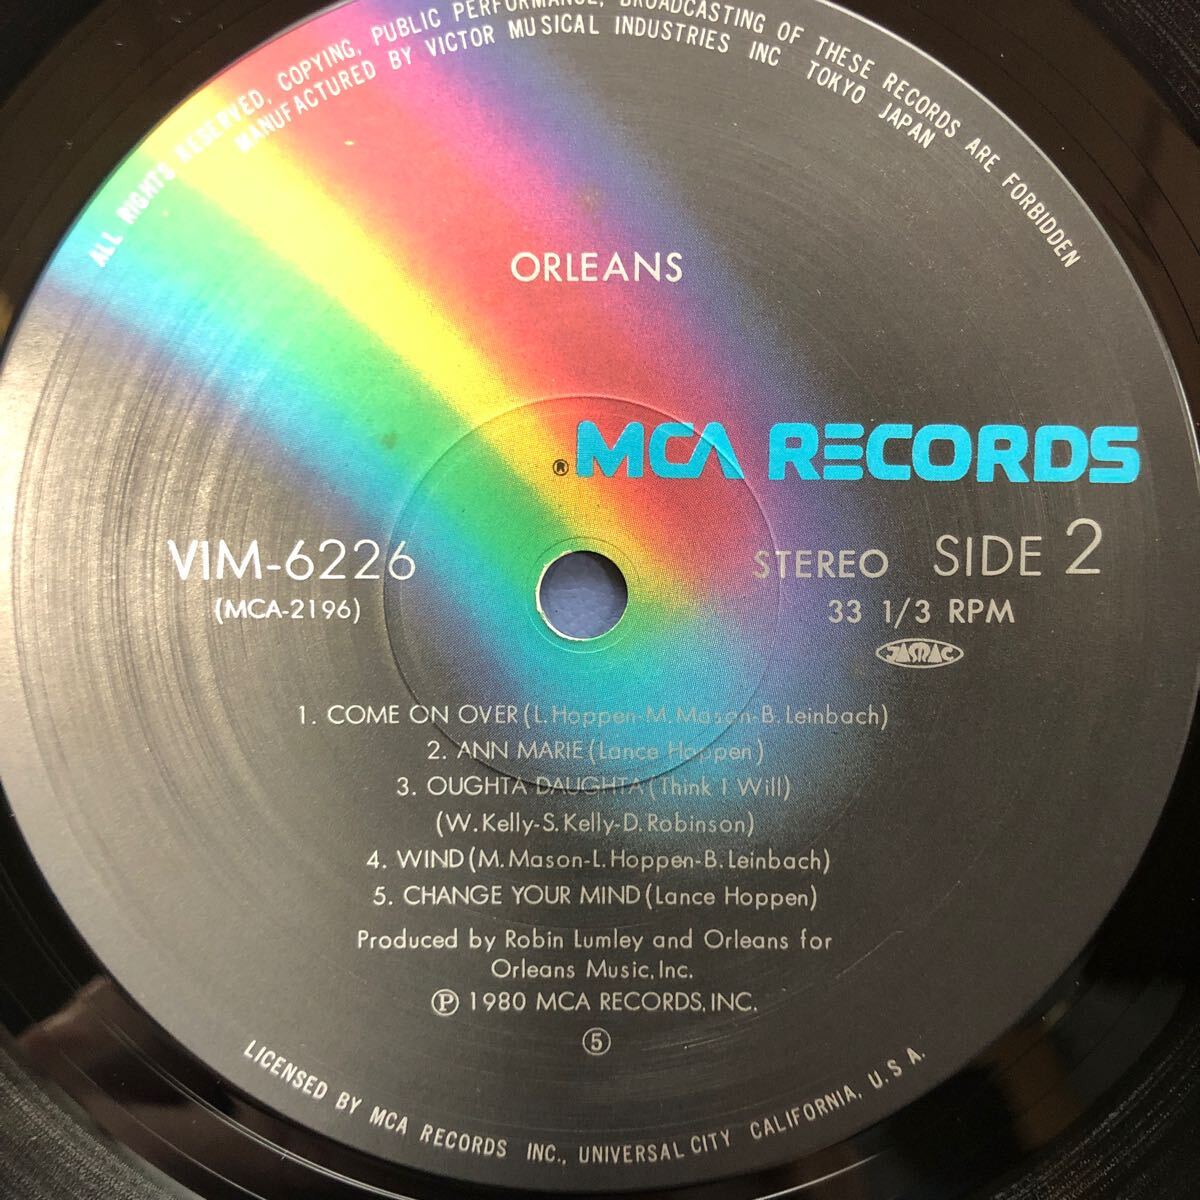 ALL RIGHTS RESERVED, COPYING, PUBLIC PERFORMANCE, BROADCASTING OF THESE RECORDS ARE FORBIDDEN
MANUFACTURED BY VICTOR MUSICAL INDUSTRIES INC TOKYO JAPAN
ORLEANS
® MCA RECORDS
VIM-6226
(MCA-2196)
STEREO SIDE 2
33 1/3 RPM
JASRAC
1. COME ON OVER (L. Hoppen-M. Mason-B. Leinbach)
2. ANN MARIE (Lance Hoppen)
3. OUGHTA DAUGHTA (Think I Will)
(W. Kelly-S. Kelly-D. Robinson)
4. WIND (M. Mason-L. Hoppen-B. Leinbach)
5. CHANGE YOUR MIND (Lance Hoppen)
Produced by Robin Lumley and Orleans for
Orleans Music, Inc.
Ⓟ 1980 MCA RECORDS, INC.
⑤
LICENSED BY MCA RECORDS INC., UNIVERSAL CITY CALIFORNIA, U.S.A.